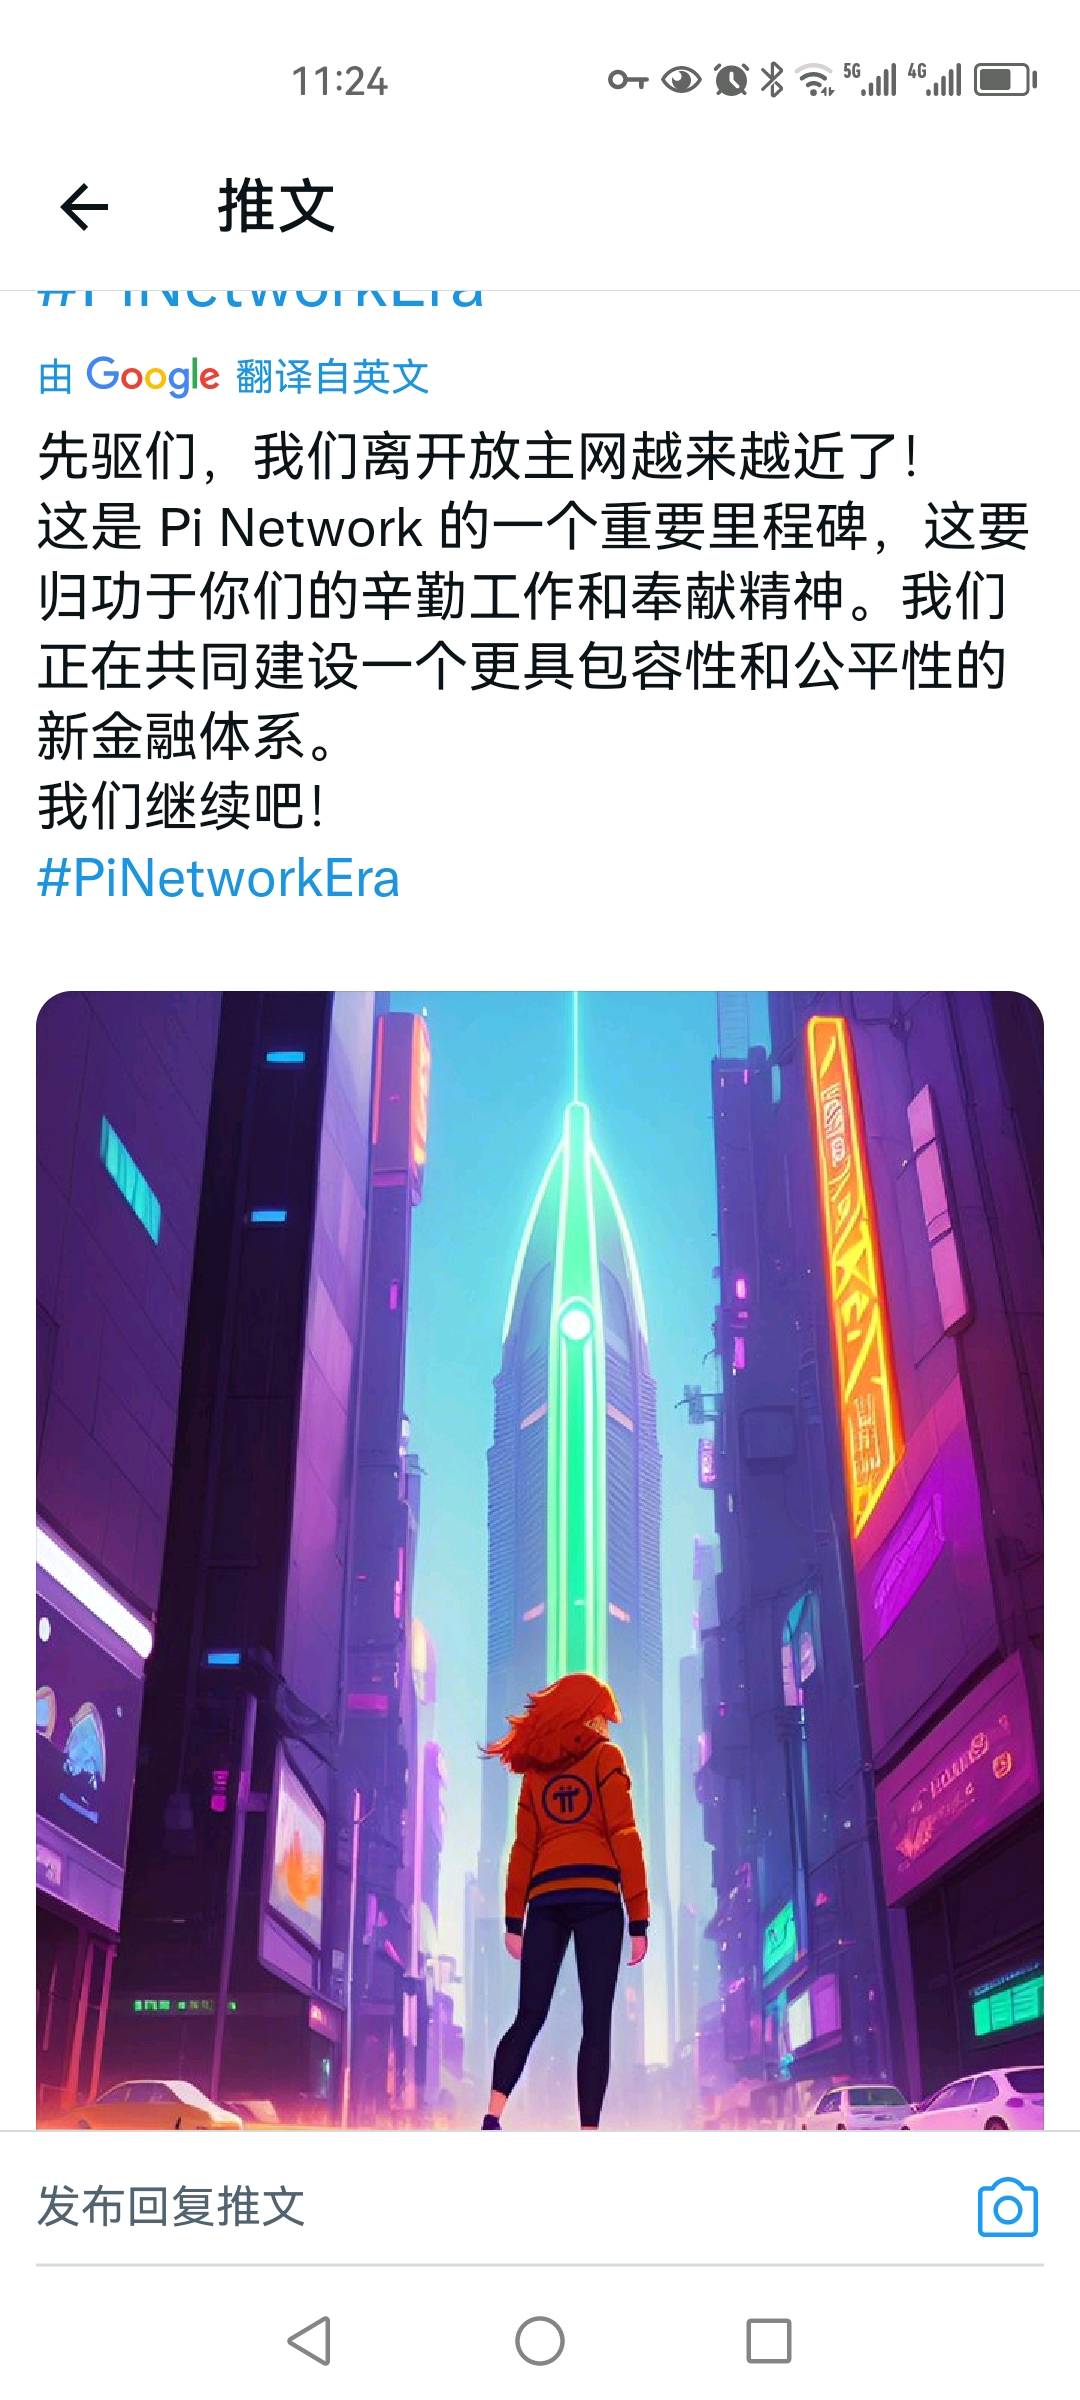 11:24
5G
4G
推文
#PiNetworkEra
由 Google 翻译自英文
先驱们，我们离开放主网越来越近了！
这是 Pi Network 的一个重要里程碑，这要
归功于你们的辛勤工作和奉献精神。我们
正在共同建设一个更具包容性和公平性的
新金融体系。
我们继续吧！
#PiNetworkEra
发布回复推文